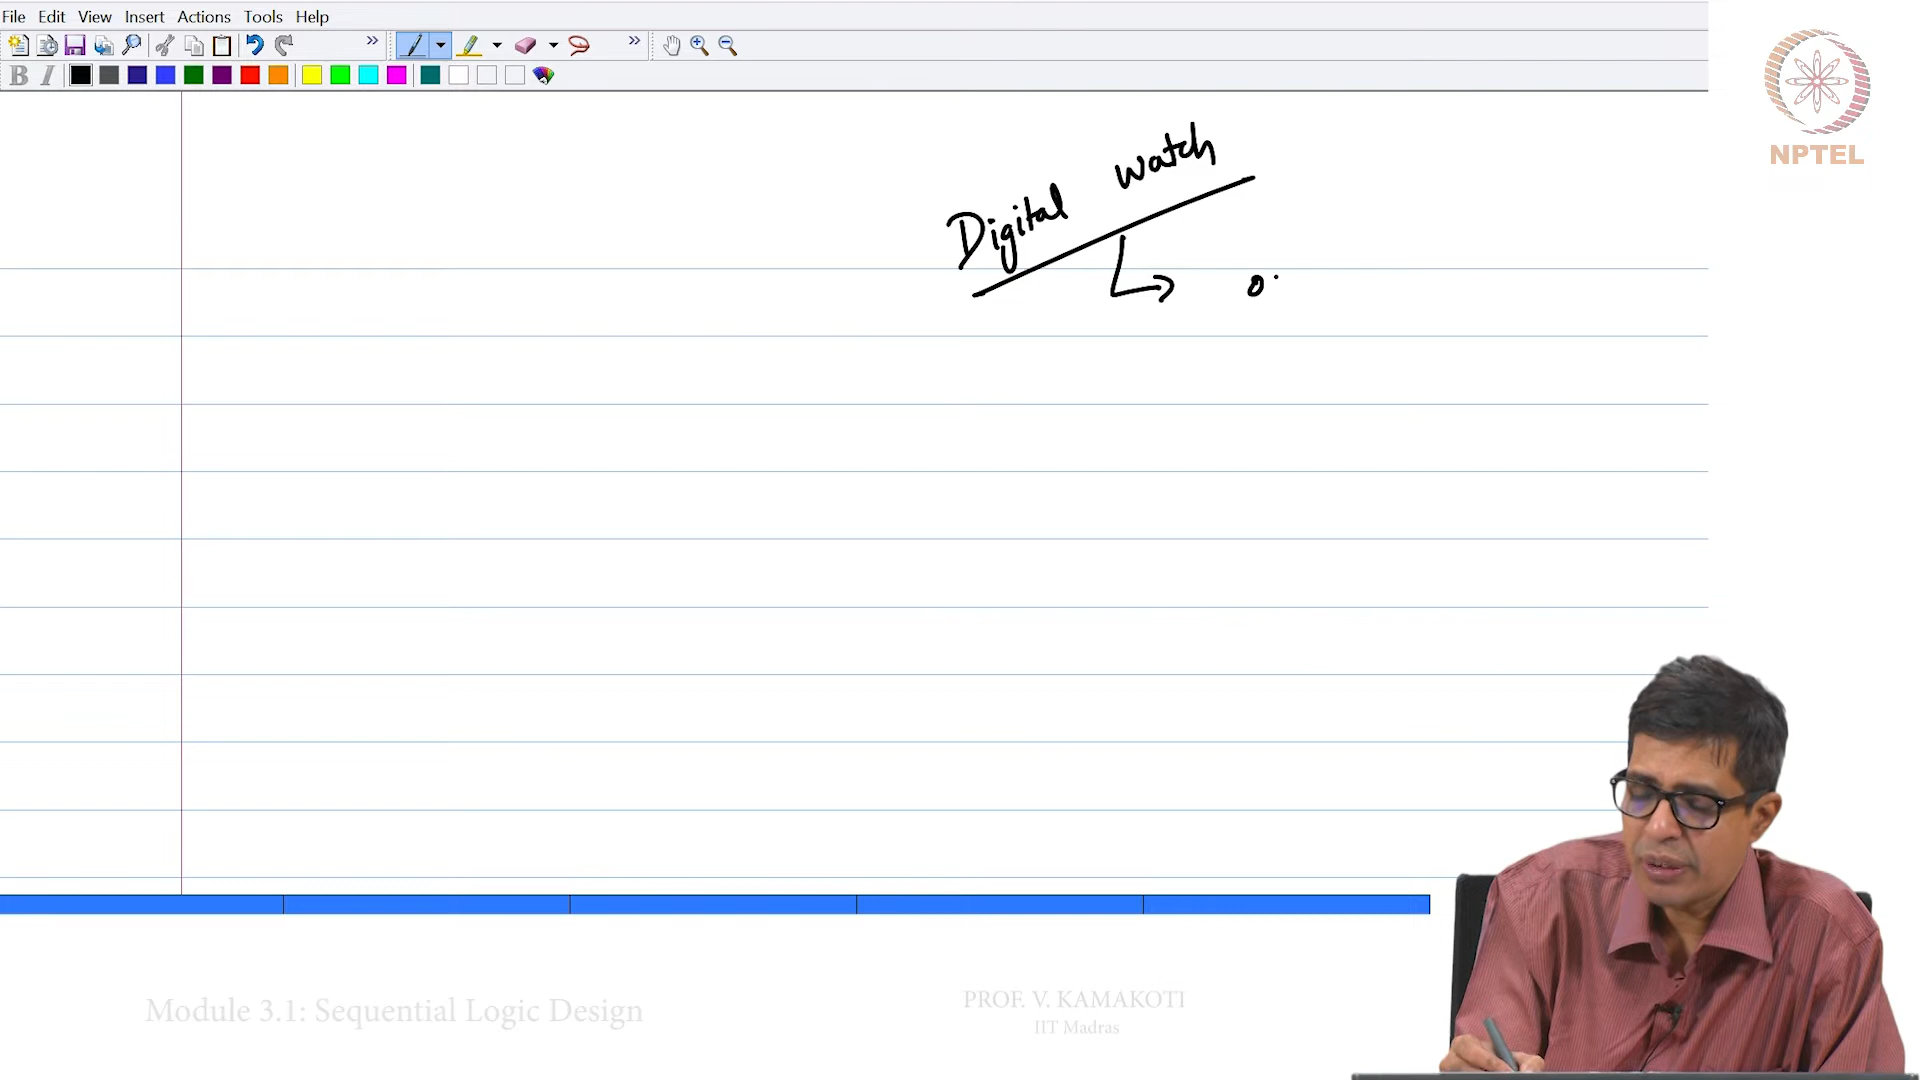 File Edit View Insert Actions Tools Help
B I
NPTEL
Digital watch
Module 3.1: Sequential Logic Design
PROF. V. KAMAKOTI
IIT Madras